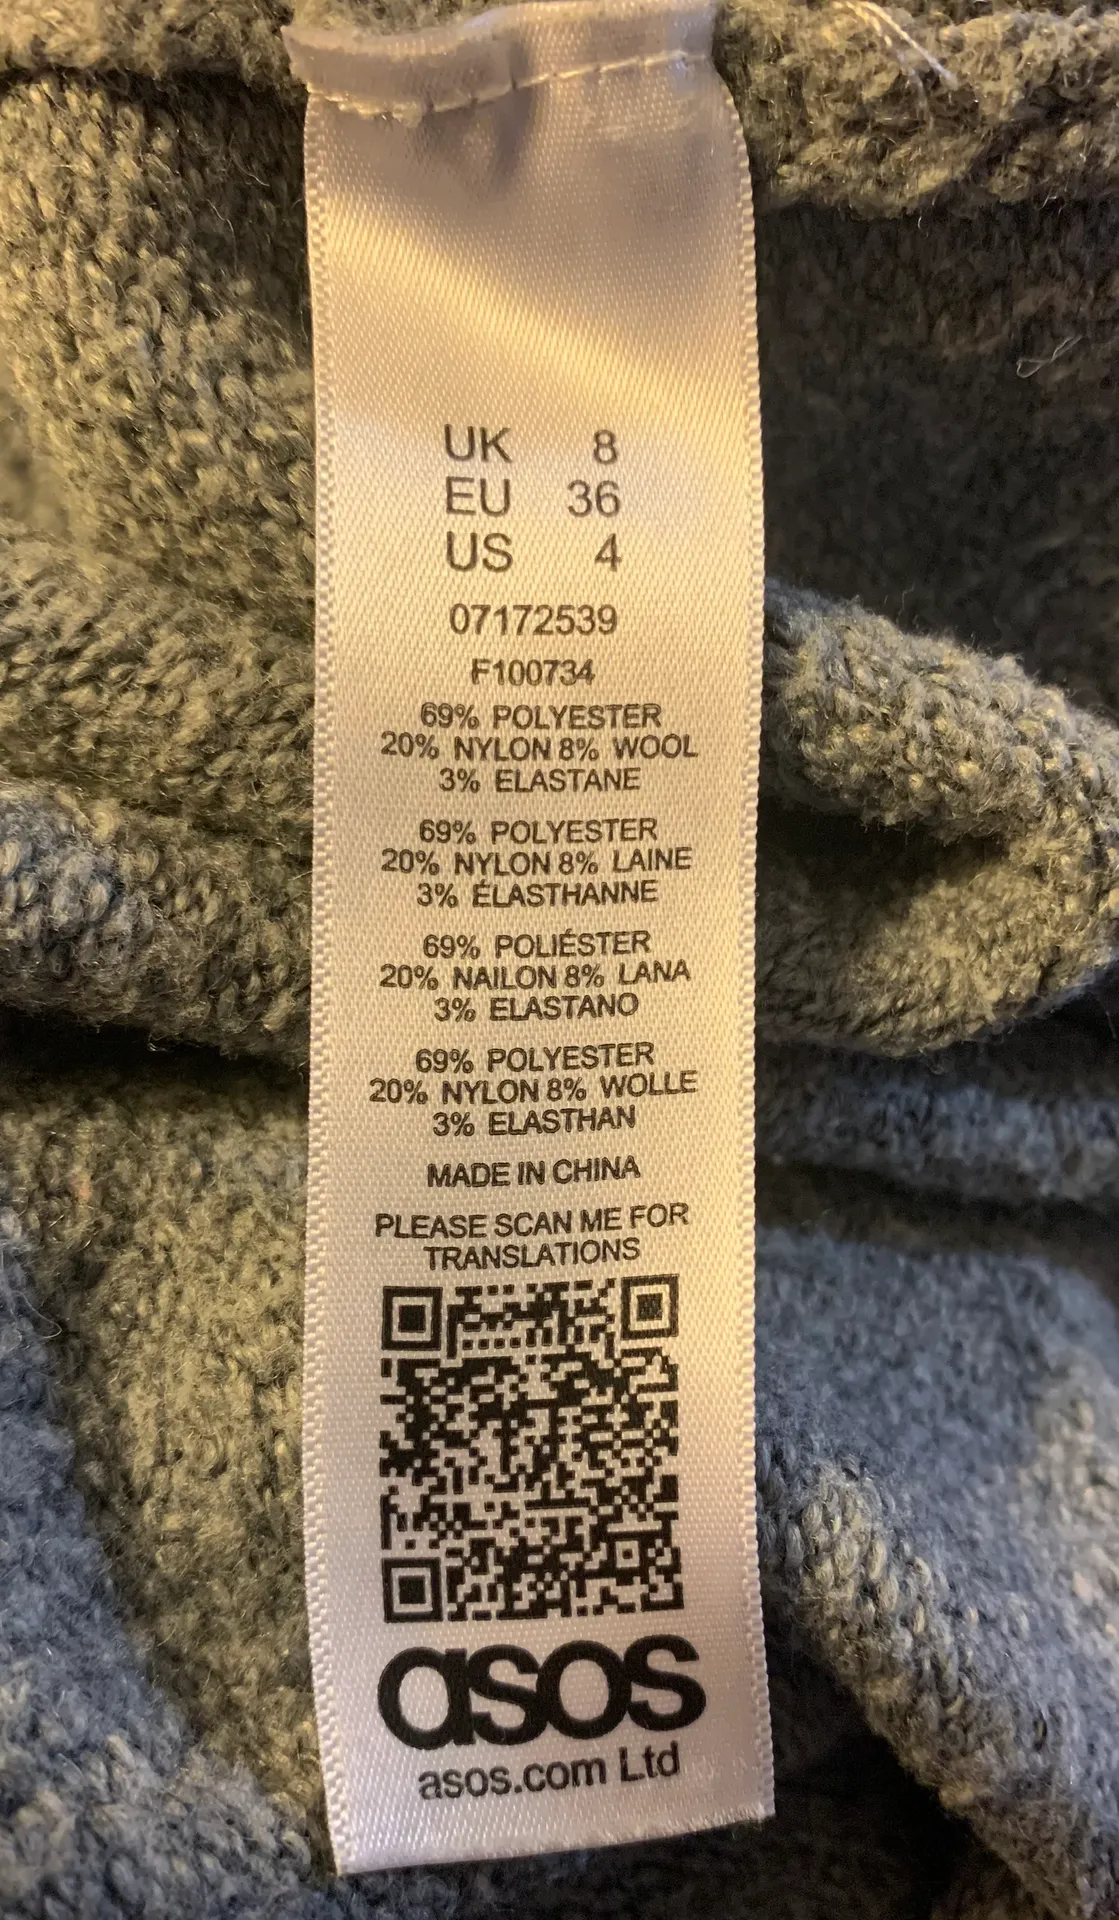 UK 8
EU 36
US 4
07172539
F100734
69% POLYESTER
20% NYLON 8% WOOL
3% ELASTANE
69% POLYESTER
20% NYLON 8% LAINE
3% ÉLASTHANNE
69% POLIÉSTER
20% NAILON 8% LANA
3% ELASTANO
69% POLYESTER
20% NYLON 8% WOLLE
3% ELASTHAN
MADE IN CHINA
PLEASE SCAN ME FOR
TRANSLATIONS
asos
asos.com Ltd